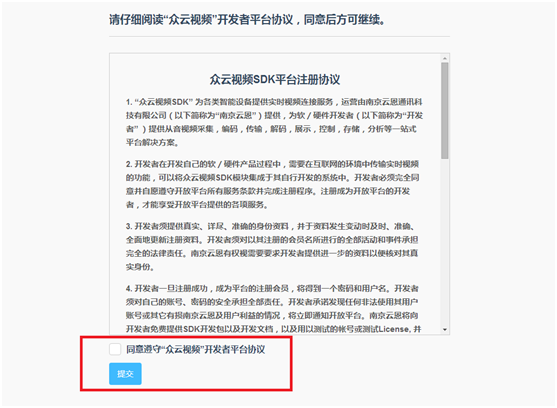 请仔细阅读“众云视频”开发者平台协议，同意后方可继续。
众云视频SDK平台注册协议
1. “众云视频SDK” 为各类智能设备提供实时视频连接服务，运营由南京云恩通讯科
技有限公司（以下简称为“南京云恩”）提供，为软 / 硬件开发者（以下简称为“开发
者” ）提供从音视频采集，编码，传输，解码，展示，控制，存储，分析等一站式
平台解决方案。
2. 开发者在开发自己的软 / 硬件产品过程中，需要在互联网的环境中传输实时视频
的功能，可以将众云视频SDK模块集成于其自行开发的系统中。开发者必须完全同
意并自愿遵守开放平台所有服务条款并完成注册程序。注册成为开放平台的开发
者，才能享受开放平台提供的各项服务。
3. 开发者须提供真实、详尽、准确的身份资料，并于资料发生变动时及时、准确、
全面地更新注册资料。开发者须对以其注册的会员名所进行的全部活动和事件承担
完全的法律责任。南京云恩有权视需要要求开发者提供进一步的资料以便核对其真
实身份。
4. 开发者一旦注册成功，成为平台的注册会员，将得到一个密码和用户名。开发者
须对自己的账号、密码的安全承担全部责任。开发者承诺发现任何非法使用其用户
账号或其它有损南京云恩及用户利益的情况，将立即通知开放平台。南京云恩将向
开发者免费提供SDK开发包以及开发文档，以及用以测试的帐号或测试License, 并
同意遵守“众云视频”开发者平台协议
提交